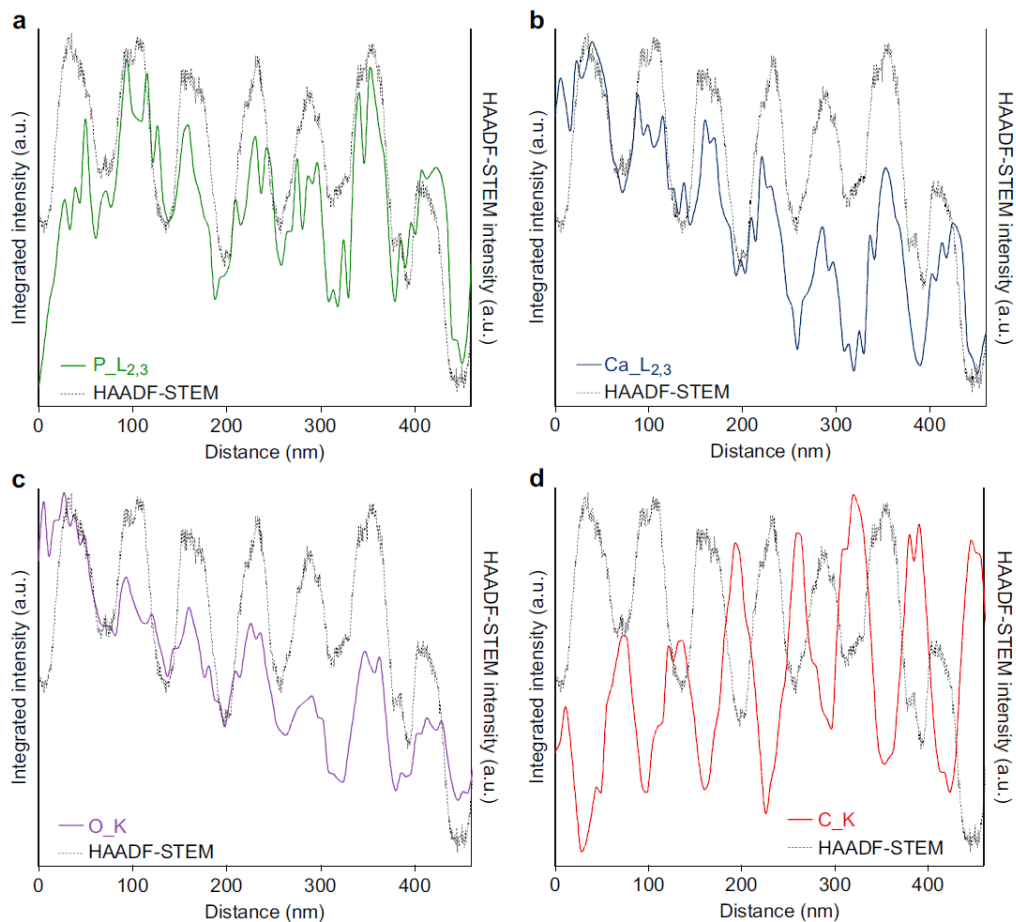 a
Integrated intensity (a.u.)
HAADF-STEM intensity (a.u.)
P_L2,3
HAADF-STEM
0 100 200 300 400
Distance (nm)
b
Integrated intensity (a.u.)
HAADF-STEM intensity (a.u.)
Ca_L2,3
HAADF-STEM
0 100 200 300 400
Distance (nm)
c
Integrated intensity (a.u.)
HAADF-STEM intensity (a.u.)
O_K
HAADF-STEM
0 100 200 300 400
Distance (nm)
d
Integrated intensity (a.u.)
HAADF-STEM intensity (a.u.)
C_K
HAADF-STEM
0 100 200 300 400
Distance (nm)